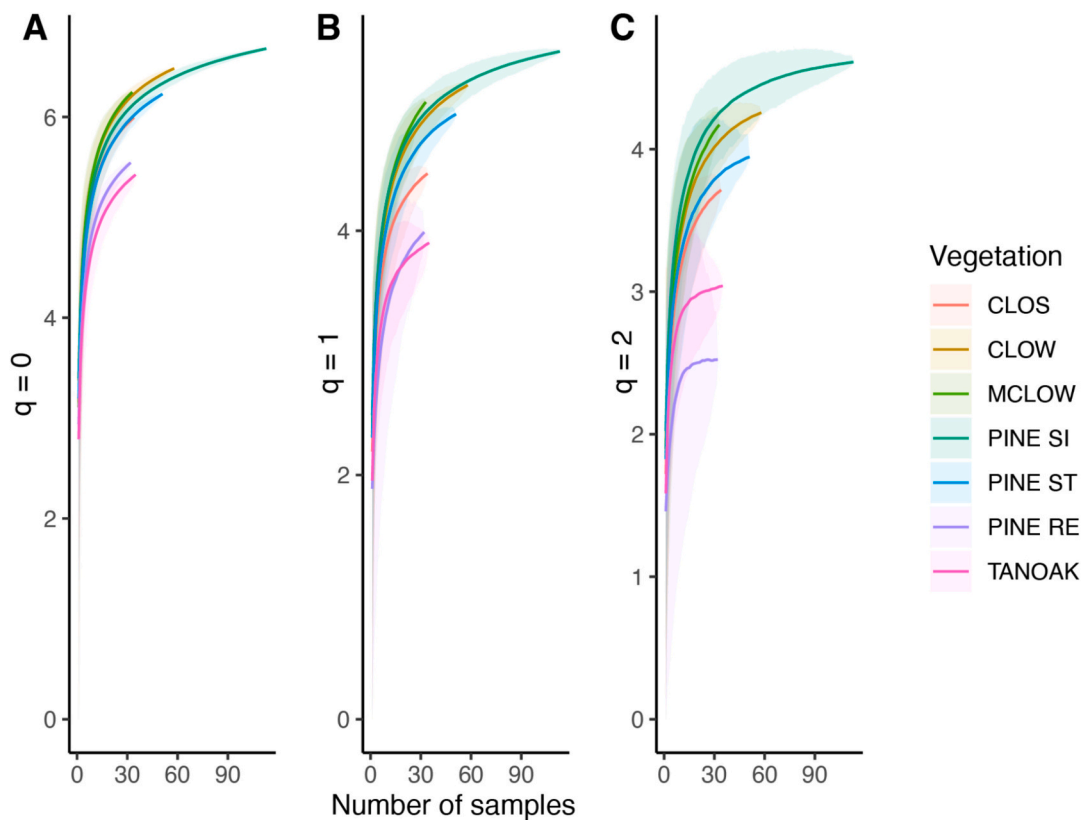 A
B
C
q = 0
6
4
2
0
0 30 60 90
q = 1
4
2
0
0 30 60 90
q = 2
4
3
2
1
0
0 30 60 90
Number of samples
Vegetation
CLOS
CLOW
MCLOW
PINE SI
PINE ST
PINE RE
TANOAK